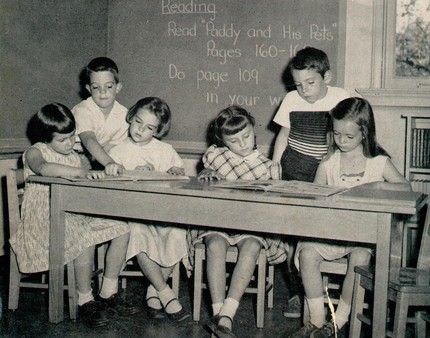 Reading
Read "Paddy and His Pets"
Pages 160-16
Do page 109
in your w